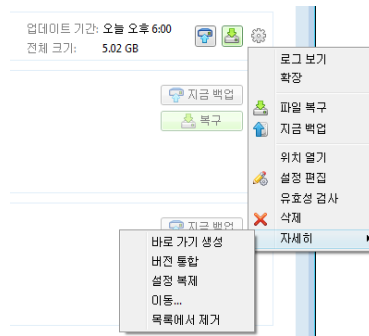 업데이트 기간: 오늘 오후 6:00
전체 크기: 5.02 GB
지금 백업
복구
로그 보기
확장
파일 복구
지금 백업
위치 열기
설정 편집
유효성 검사
삭제
자세히
지금 백업
바로 가기 생성
버전 통합
설정 복제
이동...
목록에서 제거